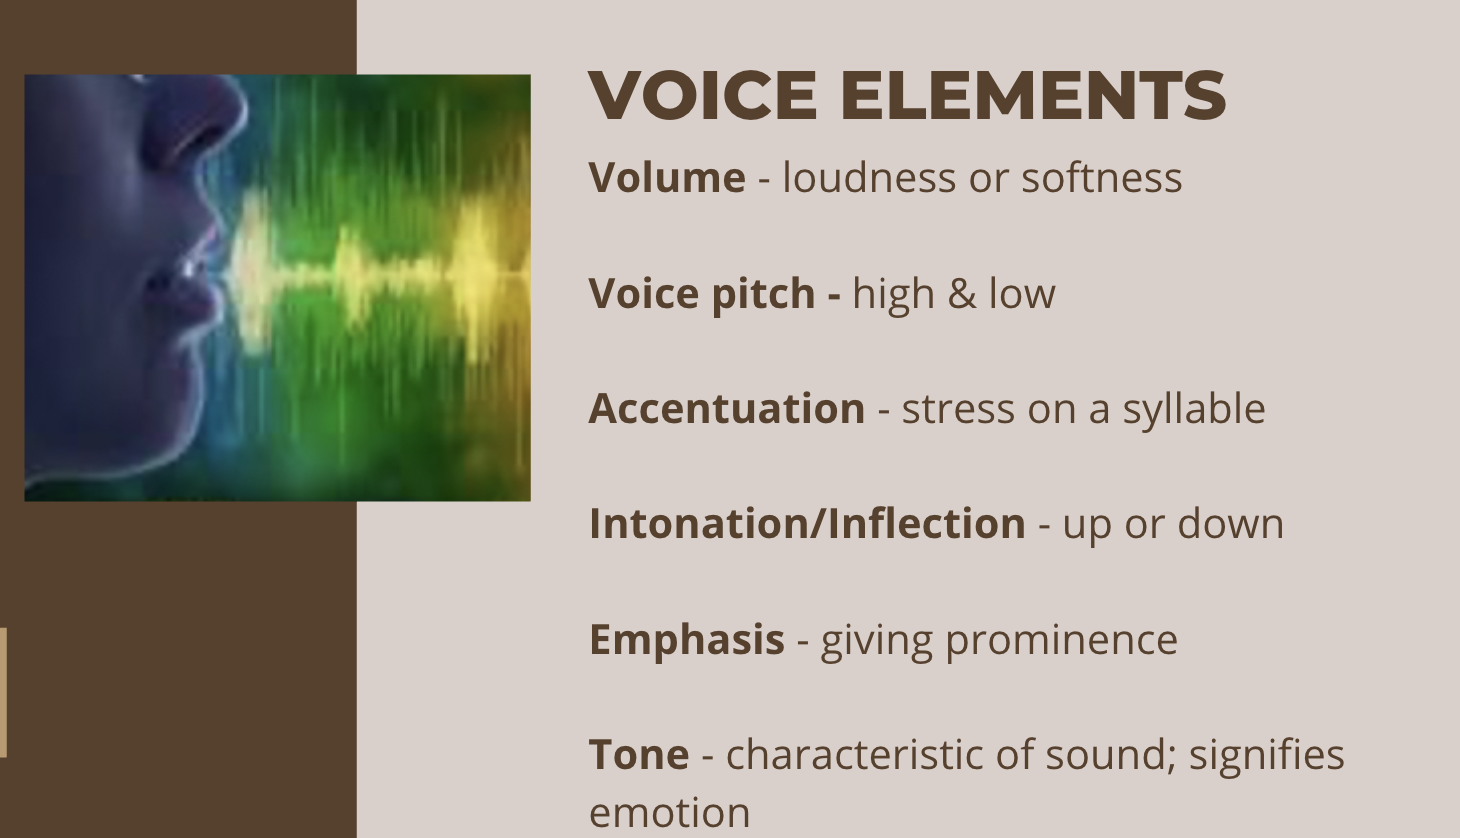 VOICE ELEMENTS
Volume - loudness or softness
Voice pitch - high & low
Accentuation - stress on a syllable
Intonation/Inflection - up or down
Emphasis - giving prominence
Tone - characteristic of sound; signifies
emotion